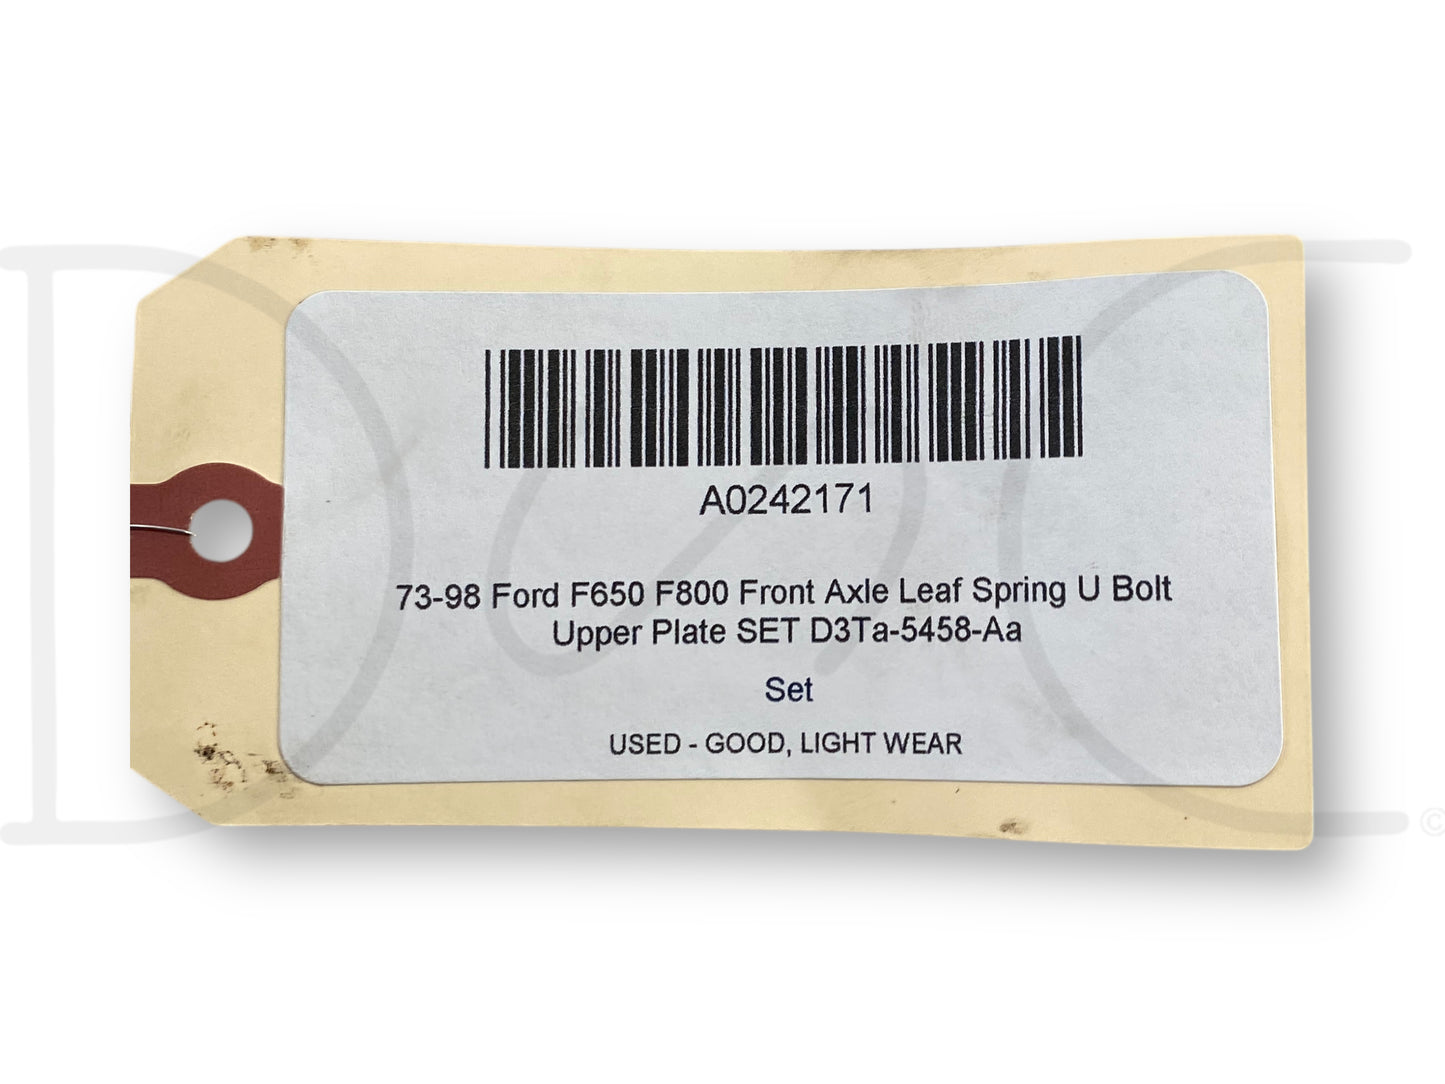 A0242171
73-98 Ford F650 F800 Front Axle Leaf Spring U Bolt
Upper Plate SET D3Ta-5458-Aa
Set
USED - GOOD, LIGHT WEAR
D C
©